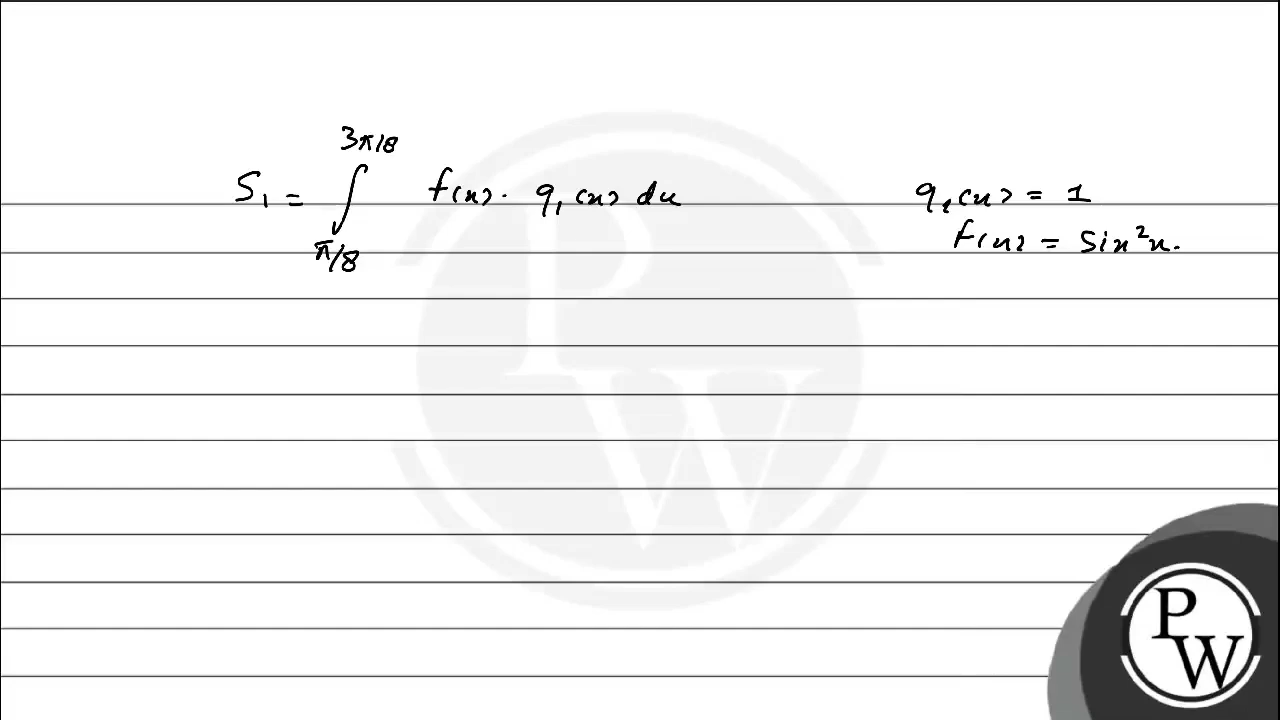 S₁ = ∫_{π/8}^{3π/8} f(x). g₁(x) dx
g₁(x) = 1
f(x) = Sin²x.
P
W
P
W